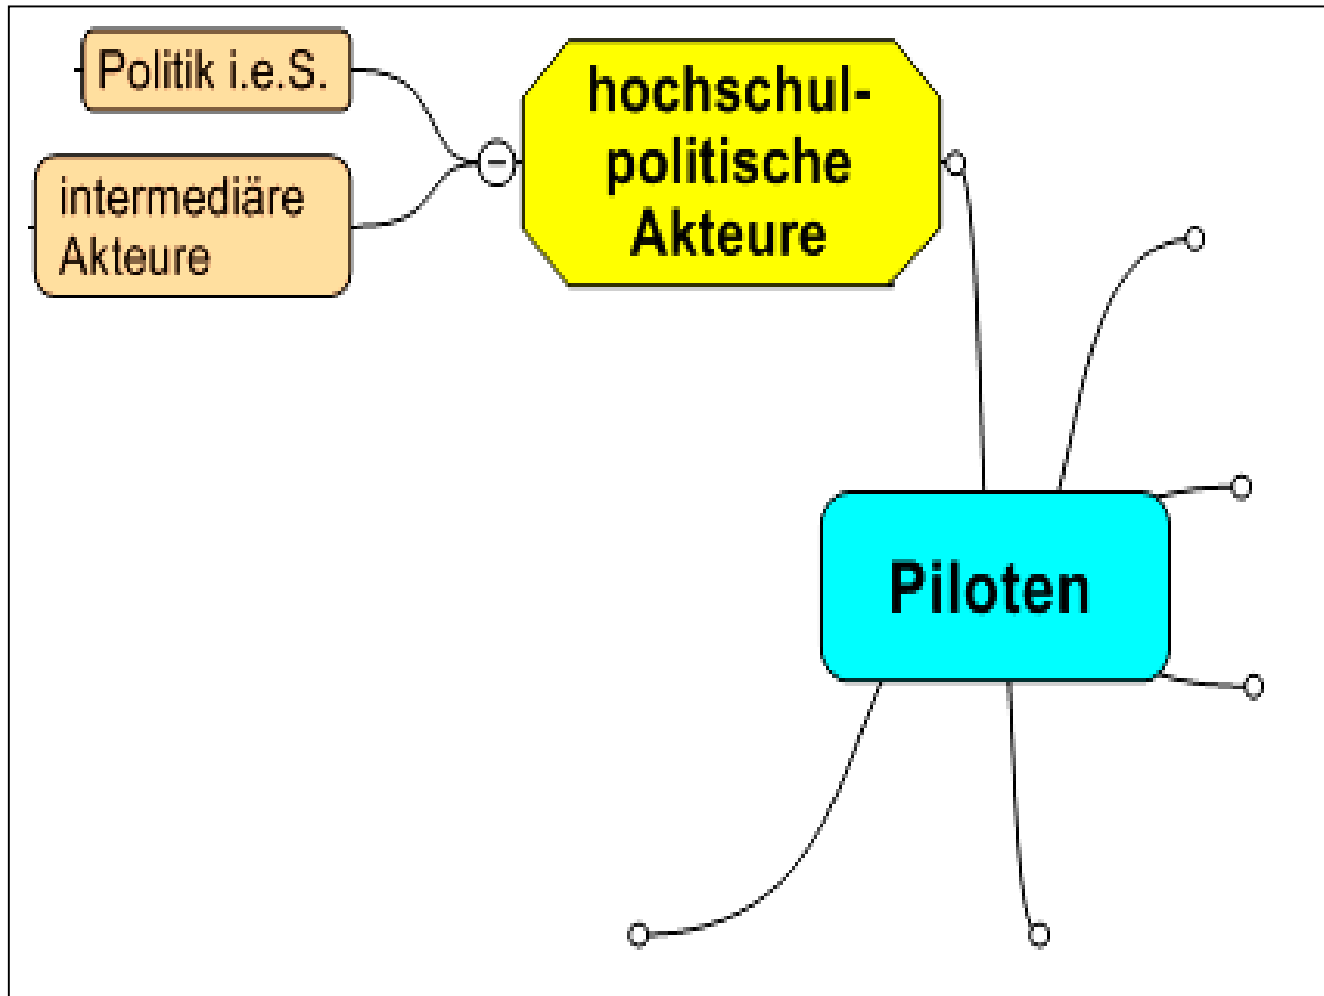 Politik i.e.S.
intermediäre
Akteure
hochschul-
politische
Akteure
Piloten